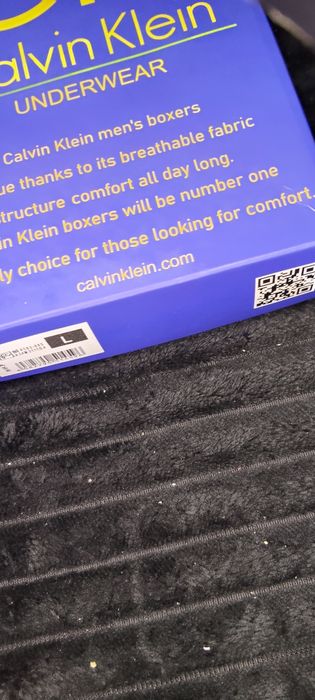 alvin Klein
UNDERWEAR
Calvin Klein men's boxers
ue thanks to its breathable fabric
structure comfort all day long.
in Klein boxers will be number one
ly choice for those looking for comfort.
calvinklein.com
L